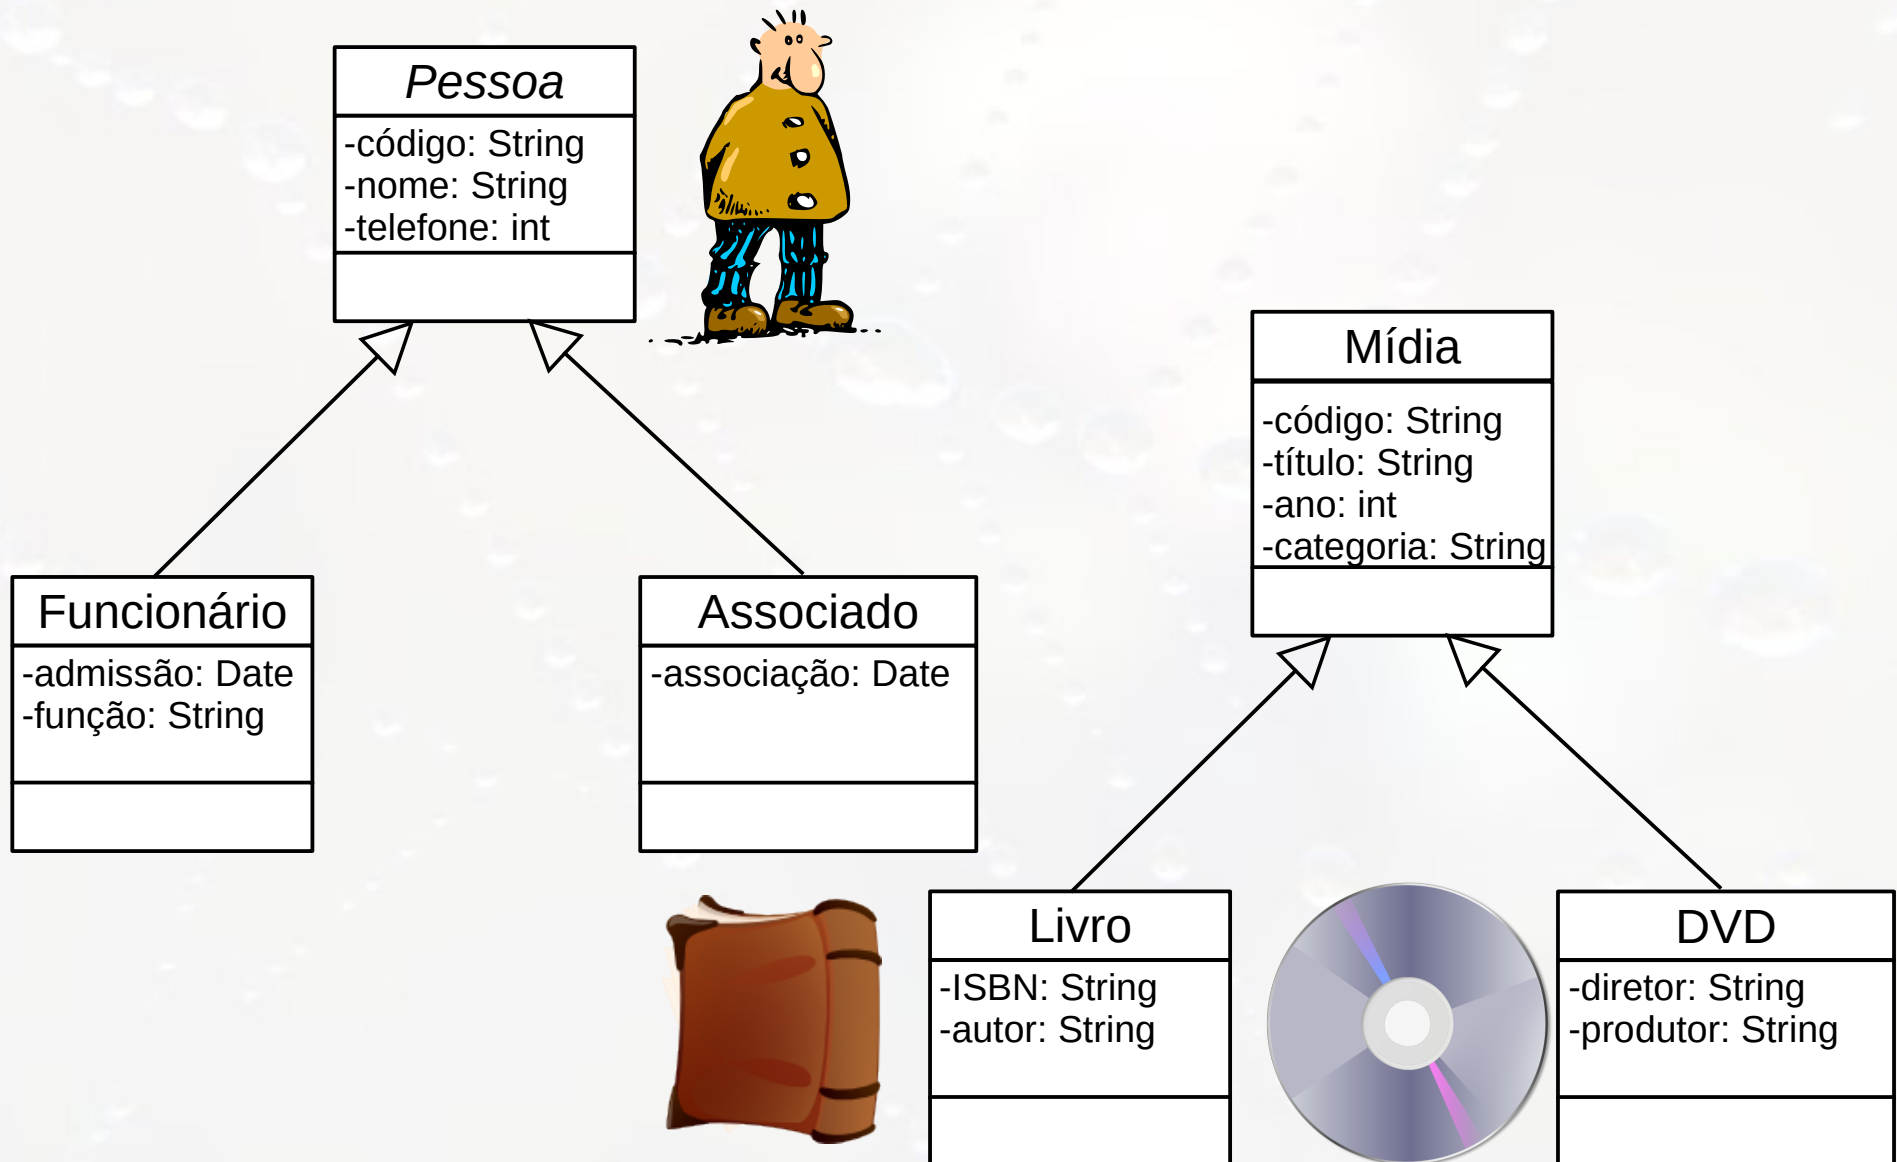 Pessoa
-código: String
-nome: String
-telefone: int
Mídia
-código: String
-título: String
-ano: int
-categoria: String
Funcionário
-admissão: Date
-função: String
Associado
-associação: Date
Livro
-ISBN: String
-autor: String
DVD
-diretor: String
-produtor: String